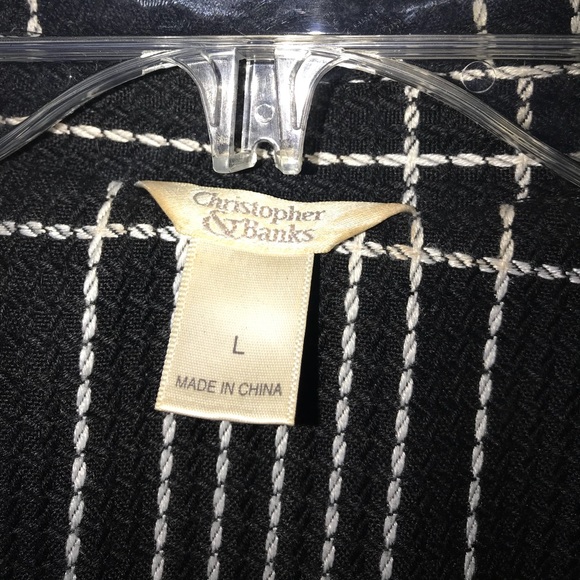 Christopher
& Banks
L
MADE IN CHINA